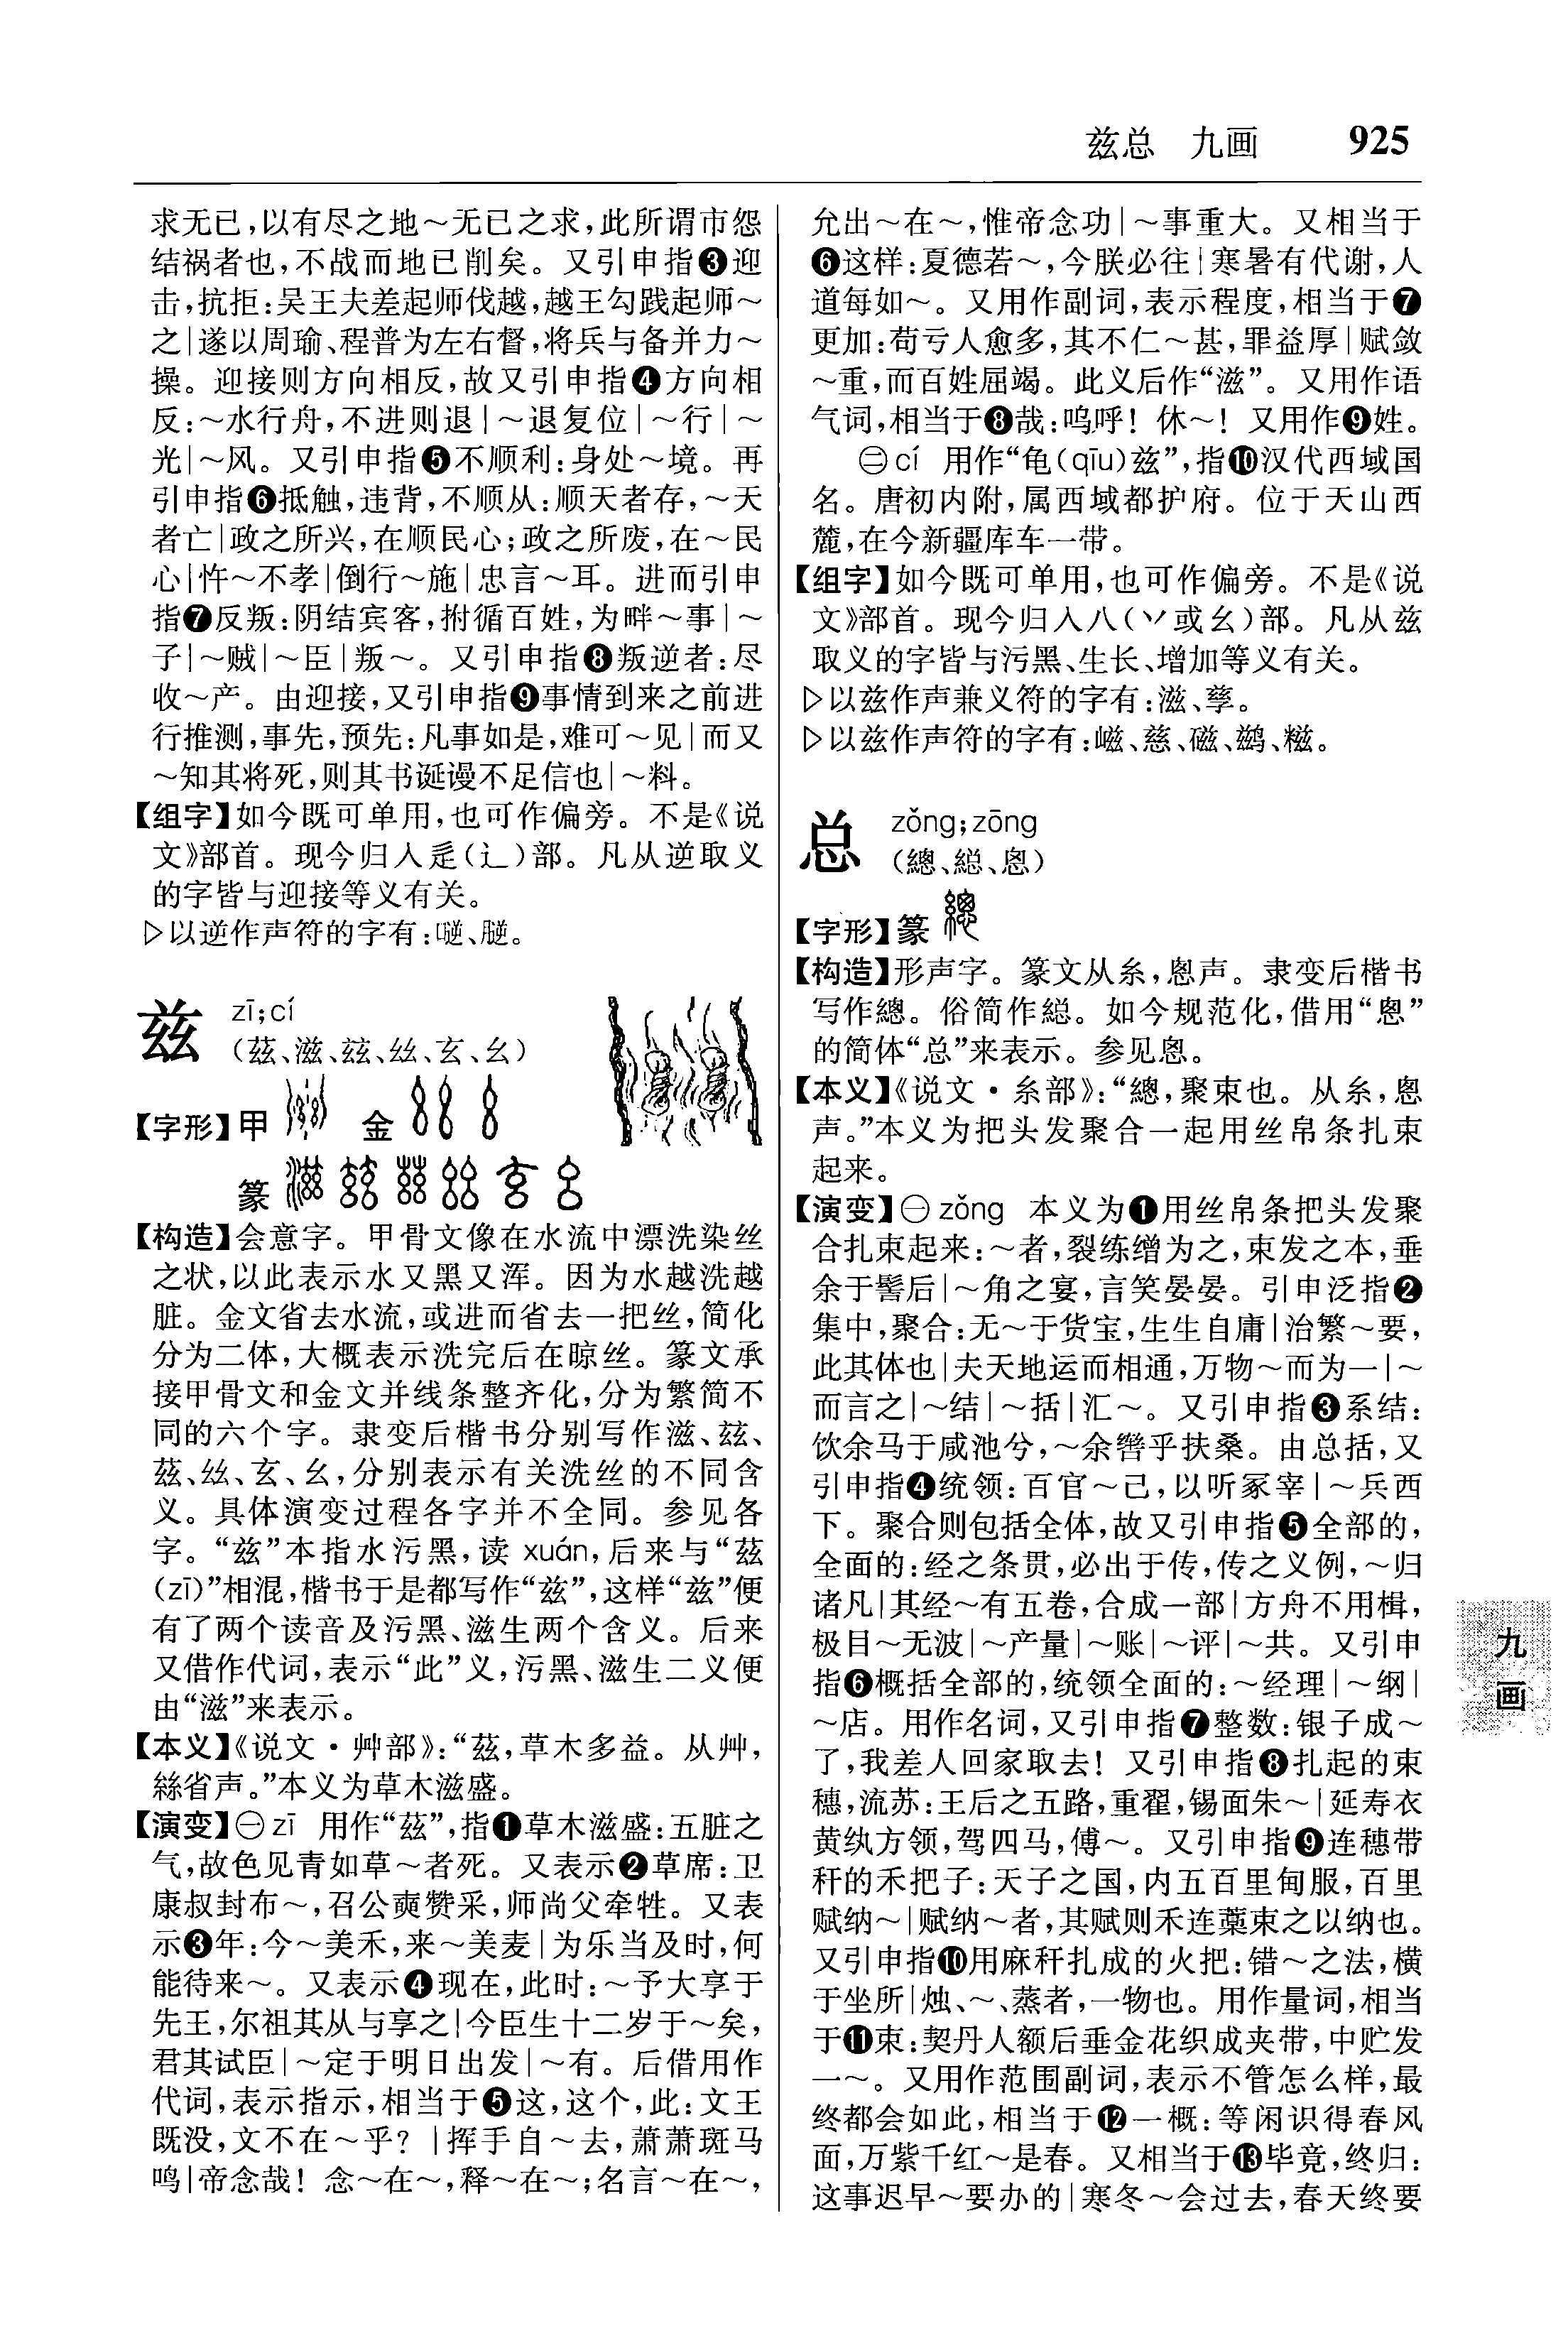 兹总 九画 925
求无已，以有尽之地～无已之求，此所谓市怨
结祸者也，不战而地已削矣。又引申指❸迎
击，抗拒：吴王夫差起师伐越，越王勾践起师～
之|遂以周瑜、程普为左右督，将兵与备并力～
操。迎接则方向相反，故又引申指❹方向相
反：～水行舟，不进则退|～退复位|～行|～
光|～风。又引申指❺不顺利：身处～境。再
引申指❻抵触，违背，不顺从：顺天者存，～天
者亡|政之所兴，在顺民心；政之所废，在～民
心|忤～不孝|倒行～施|忠言～耳。进而引申
指❼反叛：阴结宾客，拊循百姓，为畔～事|～
子|～贼|～臣|叛～。又引申指❽叛逆者：尽
收～产。由迎接，又引申指❾事情到来之前进
行推测，事先，预先：凡事如是，难可～见|而又
～知其将死，则其书诞谩不足信也|～料。
【组字】如今既可单用，也可作偏旁。不是《说
文》部首。现今归入辵（辶）部。凡从逆取义
的字皆与迎接等义有关。
▷以逆作声符的字有：嗵、膉。
兹 zī；cí
（茲、滋、玆、𢆶、玄、幺）
【字形】甲 金
篆
【构造】会意字。甲骨文像在水流中漂洗染丝
之状，以此表示水又黑又浑。因为水越洗越
脏。金文省去水流，或进而省去一把丝，简化
分为二体，大概表示洗完后在晾丝。篆文承
接甲骨文和金文并线条整齐化，分为繁简不
同的六个字。隶变后楷书分别写作滋、玆、
茲、𢆶、玄、幺，分别表示有关洗丝的不同含
义。具体演变过程各字并不全同。参见各
字。“兹”本指水污黑，读 xuán，后来与“茲
（zī）”相混，楷书于是都写作“兹”，这样“兹”便
有了两个读音及污黑、滋生两个含义。后来
又借作代词，表示“此”义，污黑、滋生二义便
由“滋”来表示。
【本义】《说文·艸部》：“茲，草木多益。从艸，
絲省声。”本义为草木滋盛。
【演变】㊀zī 用作“茲”，指❶草木滋盛：五脏之
气，故色见青如草～者死。又表示❷草席：卫
康叔封布～，召公奭赞采，师尚父牵牲。又表
示❸年：今～美禾，来～美麦|为乐当及时，何
能待来～。又表示❹现在，此时：～予大享于
先王，尔祖其从与享之|今臣生十二岁于～矣，
君其试臣|～定于明日出发|～有。后借用作
代词，表示指示，相当于❺这，这个，此：文王
既没，文不在～乎？|挥手自～去，萧萧斑马
鸣|帝念哉！念～在～，释～在～；名言～在～，
允出～在～，惟帝念功|～事重大。又相当于
❻这样：夏德若～，今朕必往|寒暑有代谢，人
道每如～。又用作副词，表示程度，相当于❼
更加：苟亏人愈多，其不仁～甚，罪益厚|赋敛
～重，而百姓屈竭。此义后作“滋”。又用作语
气词，相当于❽哉：呜呼！休～！又用作❾姓。
㊁cí 用作“龟(qīu)兹”，指❿汉代西域国
名。唐初内附，属西域都护府。位于天山西
麓，在今新疆库车一带。
【组字】如今既可单用，也可作偏旁。不是《说
文》部首。现今归入八（丷或幺）部。凡从兹
取义的字皆与污黑、生长、增加等义有关。
▷以兹作声兼义符的字有：滋、孳。
▷以兹作声符的字有：嵫、慈、磁、鹚、糍。
总 zǒng；zōng
（總、緫、悤）
【字形】篆
【构造】形声字。篆文从糸，悤声。隶变后楷书
写作總。俗简作緫。如今规范化，借用“悤”
的简体“总”来表示。参见悤。
【本义】《说文·糸部》：“總，聚束也。从糸，悤
声。”本义为把头发聚合一起用丝帛条扎束
起来。
【演变】㊀zǒng 本义为❶用丝帛条把头发聚
合扎束起来：～者，裂练缯为之，束发之本，垂
余于髻后|～角之宴，言笑晏晏。引申泛指❷
集中，聚合：无～于货宝，生生自庸|治繁～要，
此其体也|夫天地运而相通，万物～而为一|～
而言之|～结|～括|汇～。又引申指❸系结：
饮余马于咸池兮，～余辔乎扶桑。由总括，又
引申指❹统领：百官～己，以听冢宰|～兵西
下。聚合则包括全体，故又引申指❺全部的，
全面的：经之条贯，必出于传，传之义例，～归
诸凡|其经～有五卷，合成一部|方舟不用楫，
极目～无波|～产量|～账|～评|～共。又引申
指❻概括全部的，统领全面的：～经理|～纲|
～店。用作名词，又引申指❼整数：银子成～
了，我差人回家取去！又引申指❽扎起的束
穗，流苏：王后之五路，重翟，锡面朱～|延寿衣
黄纨方领，驾四马，傅～。又引申指❾连穗带
秆的禾把子：天子之国，内五百里甸服，百里
赋纳～|赋纳～者，其赋则禾连藁束之以纳也。
又引申指❿用麻秆扎成的火把：错～之法，横
于坐所|烛、～、蒸者，一物也。用作量词，相当
于⓫束：契丹人额后垂金花织成夹带，中贮发
一～。又用作范围副词，表示不管怎么样，最
终都会如此，相当于⓬一概：等闲识得春风
面，万紫千红～是春。又相当于⓭毕竟，终归：
这事迟早～要办的|寒冬～会过去，春天终要
九
画